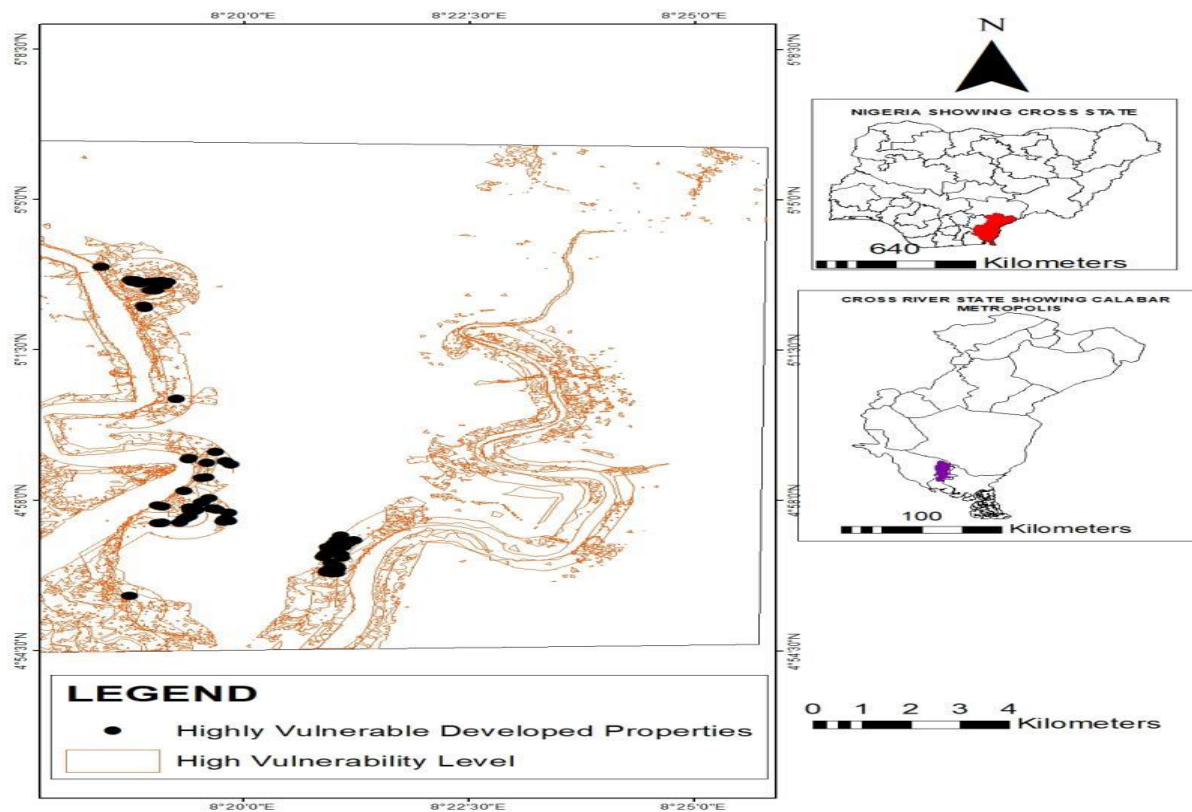 8°20'0"E
8°22'30"E
8°25'0"E
5°8'30"N
5°5'0"N
5°1'30"N
4°58'0"N
4°54'30"N
5°8'30"N
5°5'0"N
5°1'30"N
4°58'0"N
4°54'30"N
LEGEND
Highly Vulnerable Developed Properties
High Vulnerability Level
8°20'0"E
8°22'30"E
8°25'0"E
N
NIGERIA SHOWING CROSS STATE
640
Kilometers
CROSS RIVER STATE SHOWING CALABAR
METROPOLIS
100
Kilometers
0 1 2 3 4
Kilometers